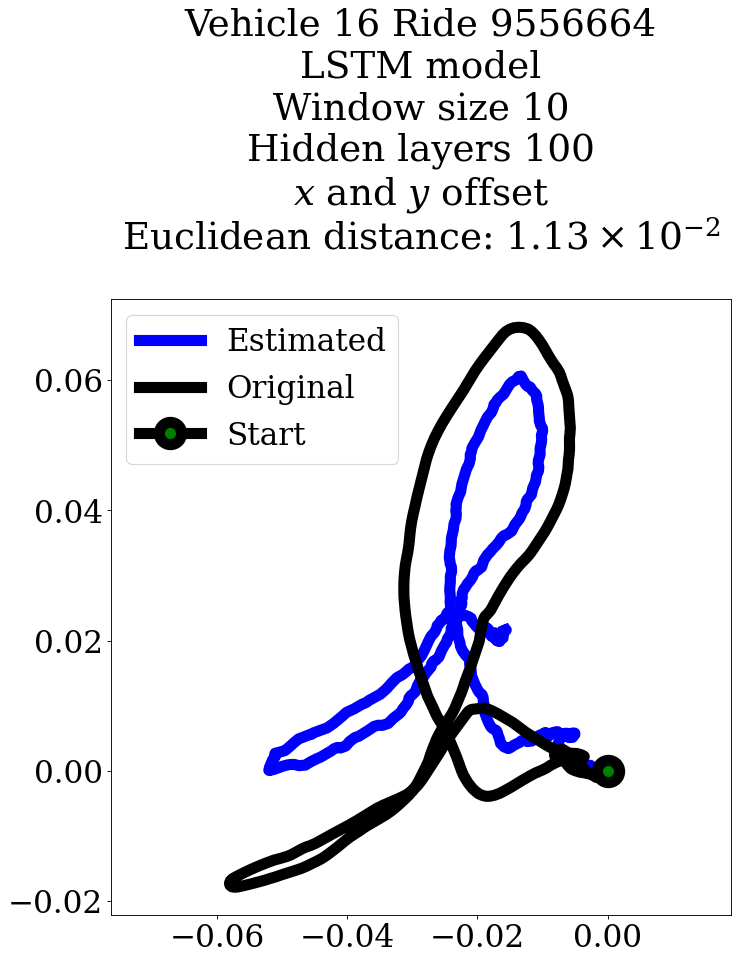 Vehicle 16 Ride 9556664
LSTM model
Window size 10
Hidden layers 100
x and y offset
Euclidean distance: 1.13 × 10⁻²
Estimated
Original
Start
0.06
0.04
0.02
0.00
−0.02
−0.06 −0.04 −0.02 0.00